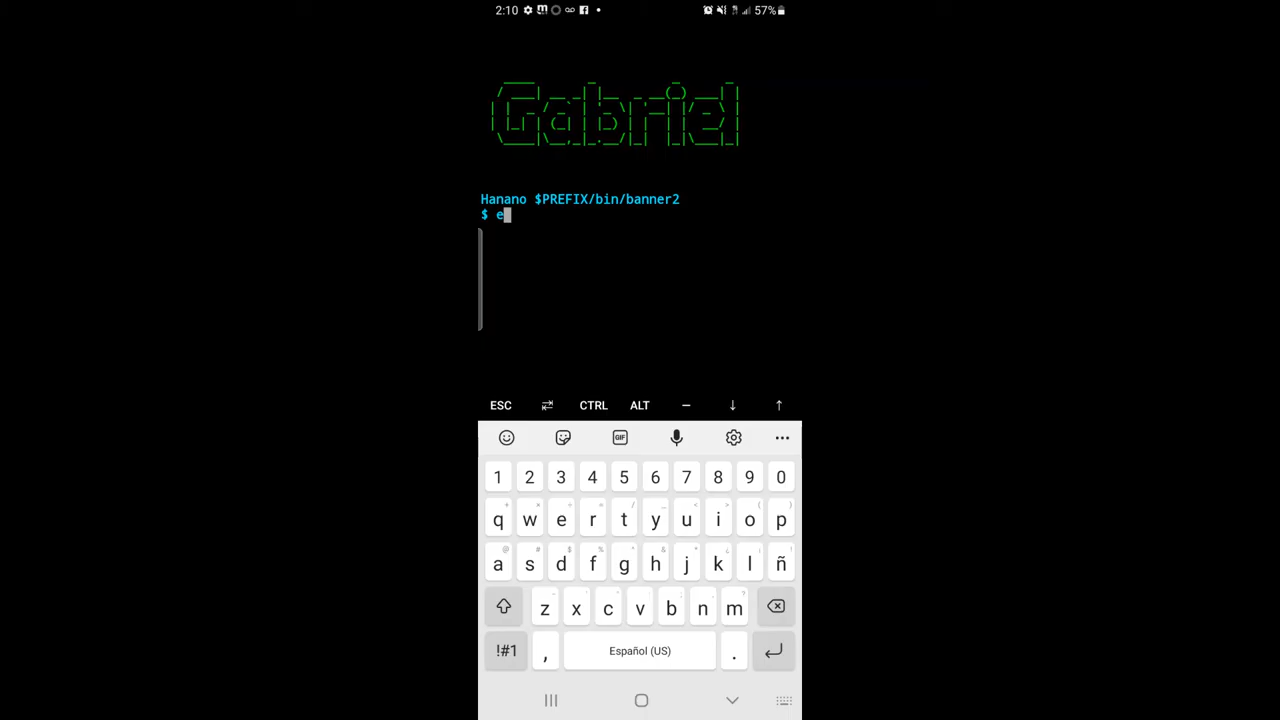 2:10 57%
Gabriel
Hanano $PREFIX/bin/banner2
$ e
ESC CTRL ALT — ↓ ↑
GIF
1 2 3 4 5 6 7 8 9 0
q w e r t y u i o p
a s d f g h j k l ñ
z x c v b n m
!#1 , Español (US) .